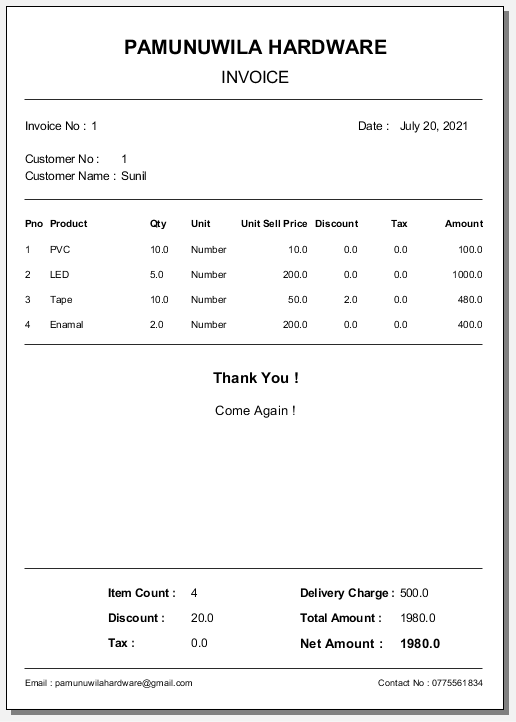 PAMUNUWILA HARDWARE
INVOICE
Invoice No : 1 Date : July 20, 2021
Customer No : 1
Customer Name : Sunil
Pno Product Qty Unit Unit Sell Price Discount Tax Amount
1 PVC 10.0 Number 10.0 0.0 0.0 100.0
2 LED 5.0 Number 200.0 0.0 0.0 1000.0
3 Tape 10.0 Number 50.0 2.0 0.0 480.0
4 Enamal 2.0 Number 200.0 0.0 0.0 400.0
Thank You !
Come Again !
Item Count : 4 Delivery Charge : 500.0
Discount : 20.0 Total Amount : 1980.0
Tax : 0.0 Net Amount : 1980.0
Email : pamunuwilahardware@gmail.com Contact No : 0775561834